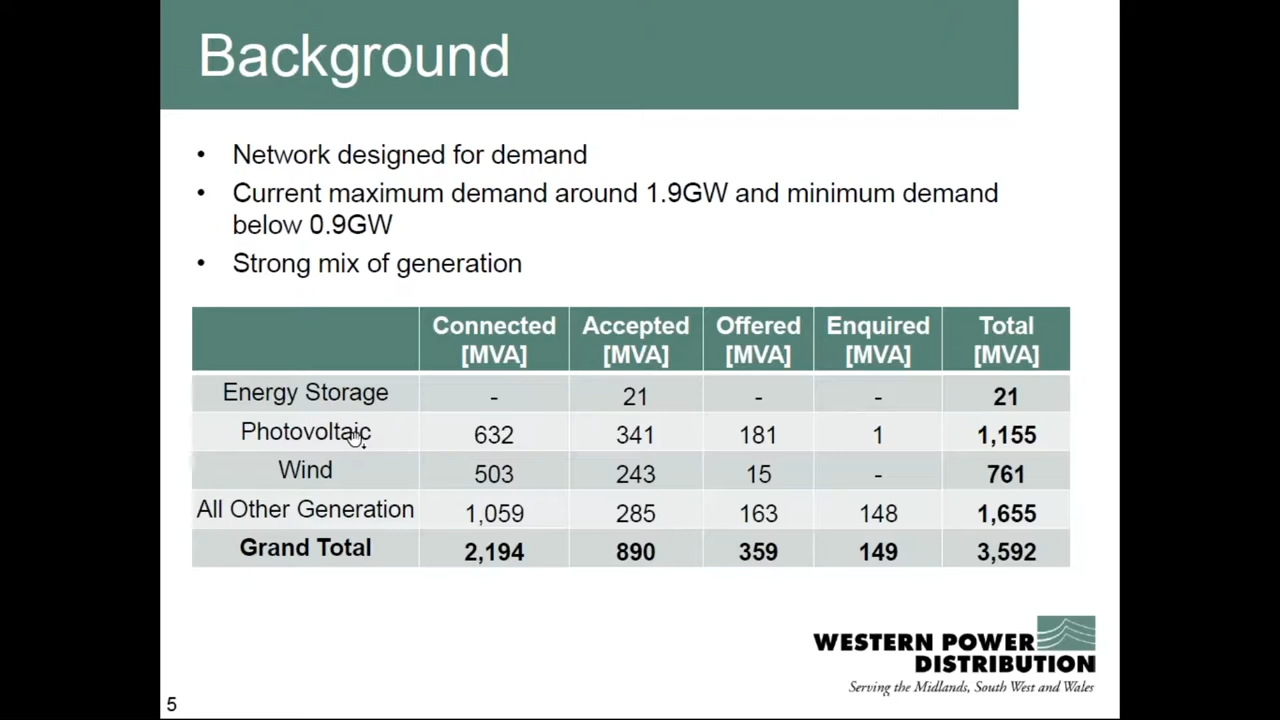 Background
• Network designed for demand
• Current maximum demand around 1.9GW and minimum demand
below 0.9GW
• Strong mix of generation
Connected [MVA] Accepted [MVA] Offered [MVA] Enquired [MVA] Total [MVA]
Energy Storage - 21 - - 21
Photovoltaic 632 341 181 1 1,155
Wind 503 243 15 - 761
All Other Generation 1,059 285 163 148 1,655
Grand Total 2,194 890 359 149 3,592
WESTERN POWER
DISTRIBUTION
Serving the Midlands, South West and Wales
5